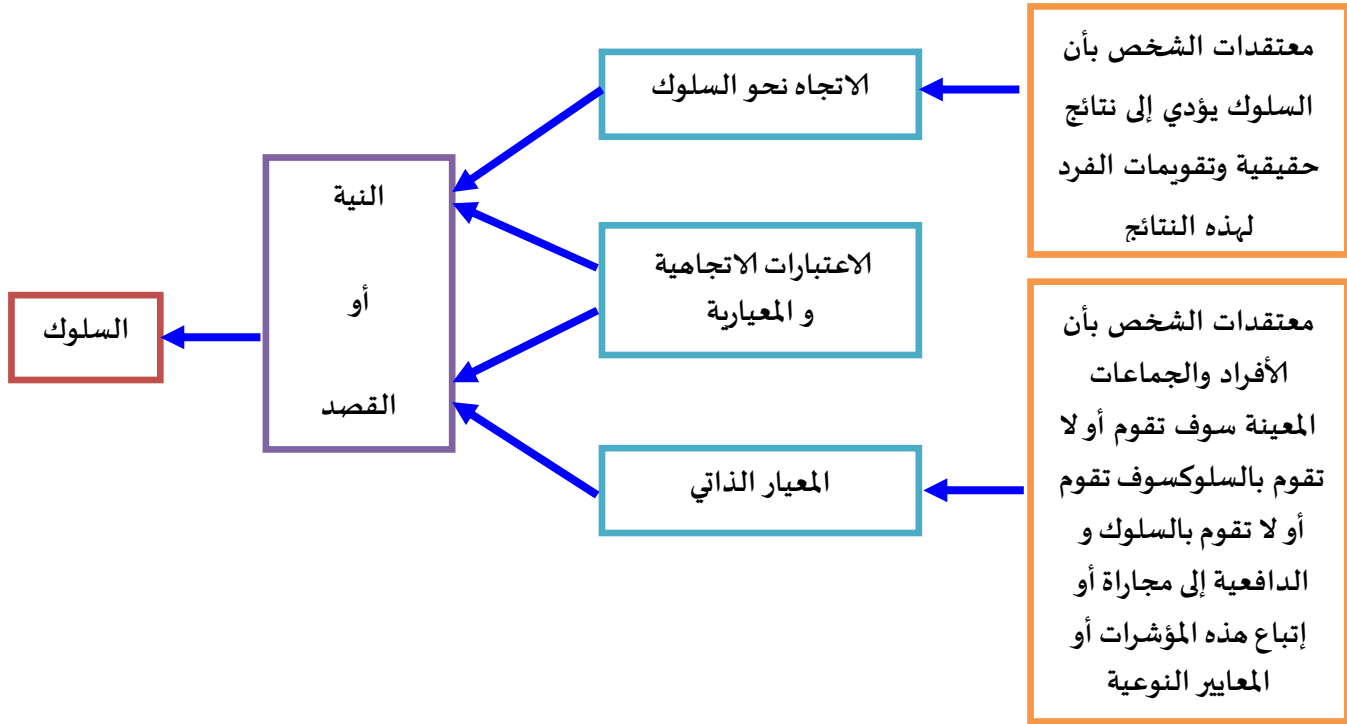 معتقدات الشخص بأن
السلوك يؤدي إلى نتائج
حقيقية وتقويمات الفرد
لهذه النتائج
معتقدات الشخص بأن
الأفراد والجماعات
المعينة سوف تقوم أو لا
تقوم بالسلوكسوف تقوم
أو لا تقوم بالسلوك و
الدافعية إلى مجاراة أو
إتباع هذه المؤشرات أو
المعايير النوعية
الاتجاه نحو السلوك
الاعتبارات الاتجاهية
و المعيارية
المعيار الذاتي
النية
أو
القصد
السلوك